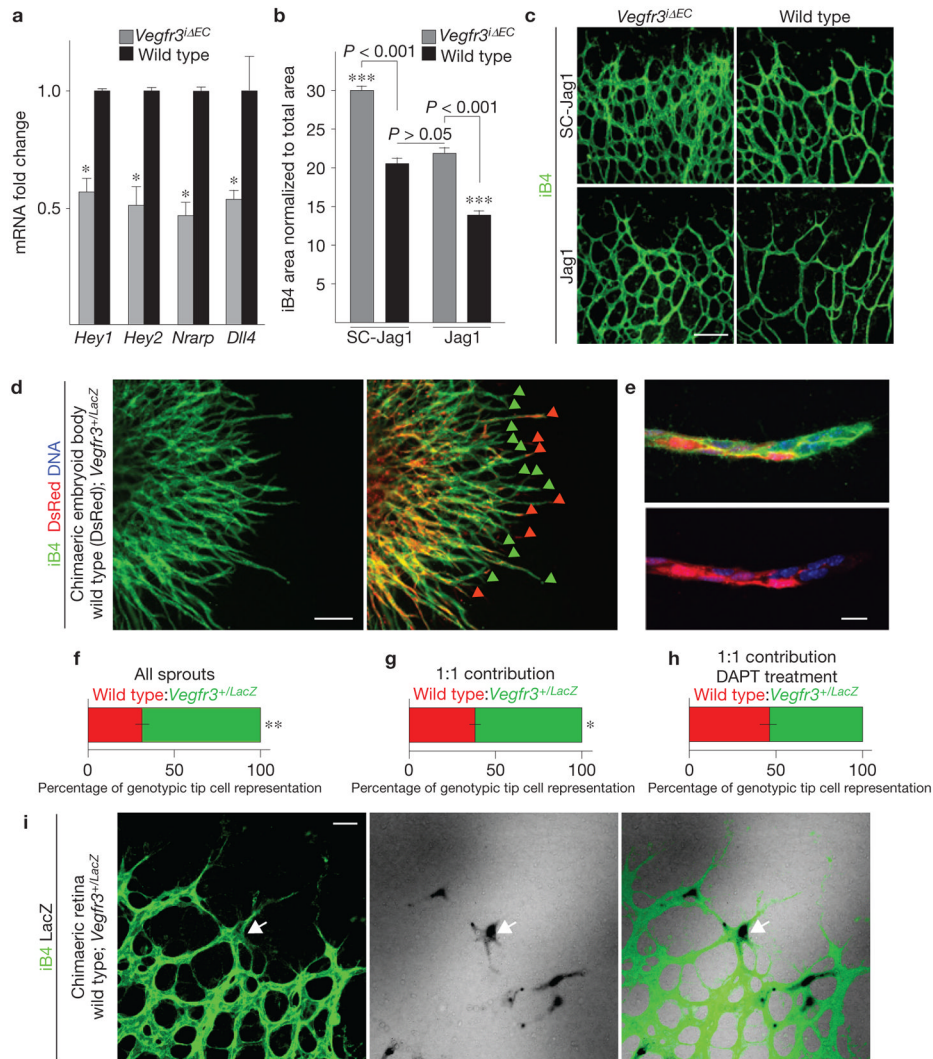 a
Vegfr3iΔEC
Wild type
mRNA fold change
1.0
0.5
*
*
*
*
Hey1 Hey2 Nrarp Dll4
b
Vegfr3iΔEC
Wild type
P < 0.001
***
P < 0.001
P > 0.05
***
iB4 area normalized to total area
30
25
20
15
10
5
SC-Jag1 Jag1
c
Vegfr3iΔEC Wild type
iB4
SC-Jag1
Jag1
d
iB4 DsRed DNA
Chimaeric embryoid body
wild type (DsRed); Vegfr3+/LacZ
e
f
All sprouts
Wild type:Vegfr3+/LacZ
**
0 50 100
Percentage of genotypic tip cell representation
g
1:1 contribution
Wild type:Vegfr3+/LacZ
*
0 50 100
Percentage of genotypic tip cell representation
h
1:1 contribution
DAPT treatment
Wild type:Vegfr3+/LacZ
0 50 100
Percentage of genotypic tip cell representation
i
iB4 LacZ
Chimaeric retina
wild type; Vegfr3+/LacZ